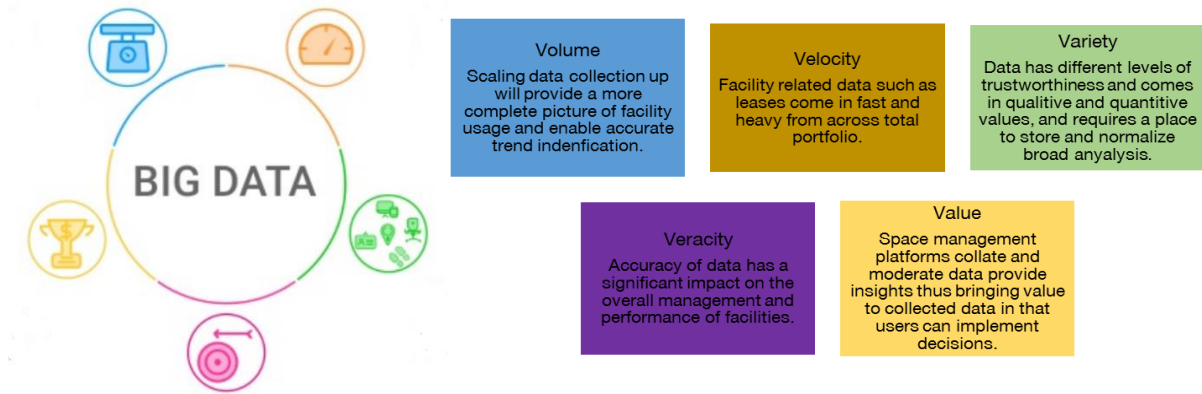 BIG DATA
Volume
Scaling data collection up
will provide a more
complete picture of facility
usage and enable accurate
trend indenfication.
Velocity
Facility related data such as
leases come in fast and
heavy from across total
portfolio.
Variety
Data has different levels of
trustworthiness and comes
in qualitive and quantitive
values, and requires a place
to store and normalize
broad anyalysis.
Veracity
Accuracy of data has a
significant impact on the
overall management and
performance of facilities.
Value
Space management
platforms collate and
moderate data provide
insights thus bringing value
to collected data in that
users can implement
decisions.